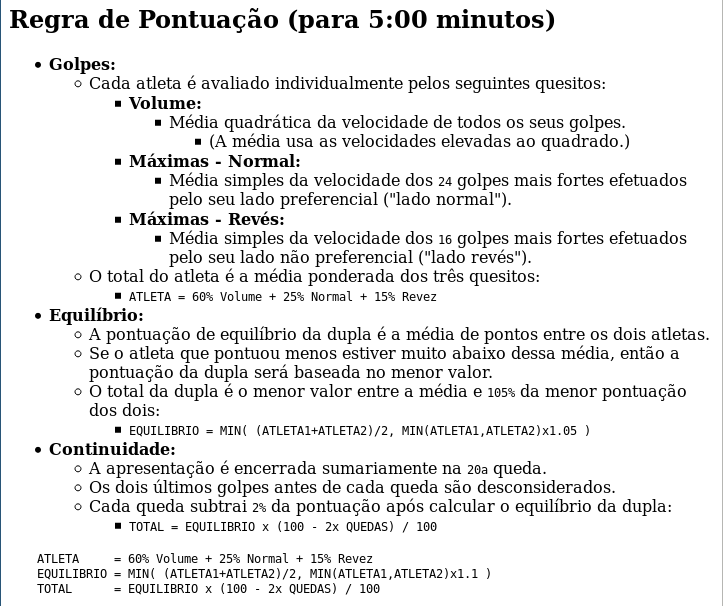 Regra de Pontuação (para 5:00 minutos)
• Golpes:
◦ Cada atleta é avaliado individualmente pelos seguintes quesitos:
▪ Volume:
▪ Média quadrática da velocidade de todos os seus golpes.
▪ (A média usa as velocidades elevadas ao quadrado.)
▪ Máximas - Normal:
▪ Média simples da velocidade dos 24 golpes mais fortes efetuados
pelo seu lado preferencial ("lado normal").
▪ Máximas - Revés:
▪ Média simples da velocidade dos 16 golpes mais fortes efetuados
pelo seu lado não preferencial ("lado revés").
◦ O total do atleta é a média ponderada dos três quesitos:
▪ ATLETA = 60% Volume + 25% Normal + 15% Revez
• Equilíbrio:
◦ A pontuação de equilíbrio da dupla é a média de pontos entre os dois atletas.
◦ Se o atleta que pontuou menos estiver muito abaixo dessa média, então a
pontuação da dupla será baseada no menor valor.
◦ O total da dupla é o menor valor entre a média e 105% da menor pontuação
dos dois:
▪ EQUILIBRIO = MIN( (ATLETA1+ATLETA2)/2, MIN(ATLETA1,ATLETA2)x1.05 )
• Continuidade:
◦ A apresentação é encerrada sumariamente na 20a queda.
◦ Os dois últimos golpes antes de cada queda são desconsiderados.
◦ Cada queda subtrai 2% da pontuação após calcular o equilíbrio da dupla:
▪ TOTAL = EQUILIBRIO x (100 - 2x QUEDAS) / 100
ATLETA     = 60% Volume + 25% Normal + 15% Revez
EQUILIBRIO = MIN( (ATLETA1+ATLETA2)/2, MIN(ATLETA1,ATLETA2)x1.1 )
TOTAL      = EQUILIBRIO x (100 - 2x QUEDAS) / 100